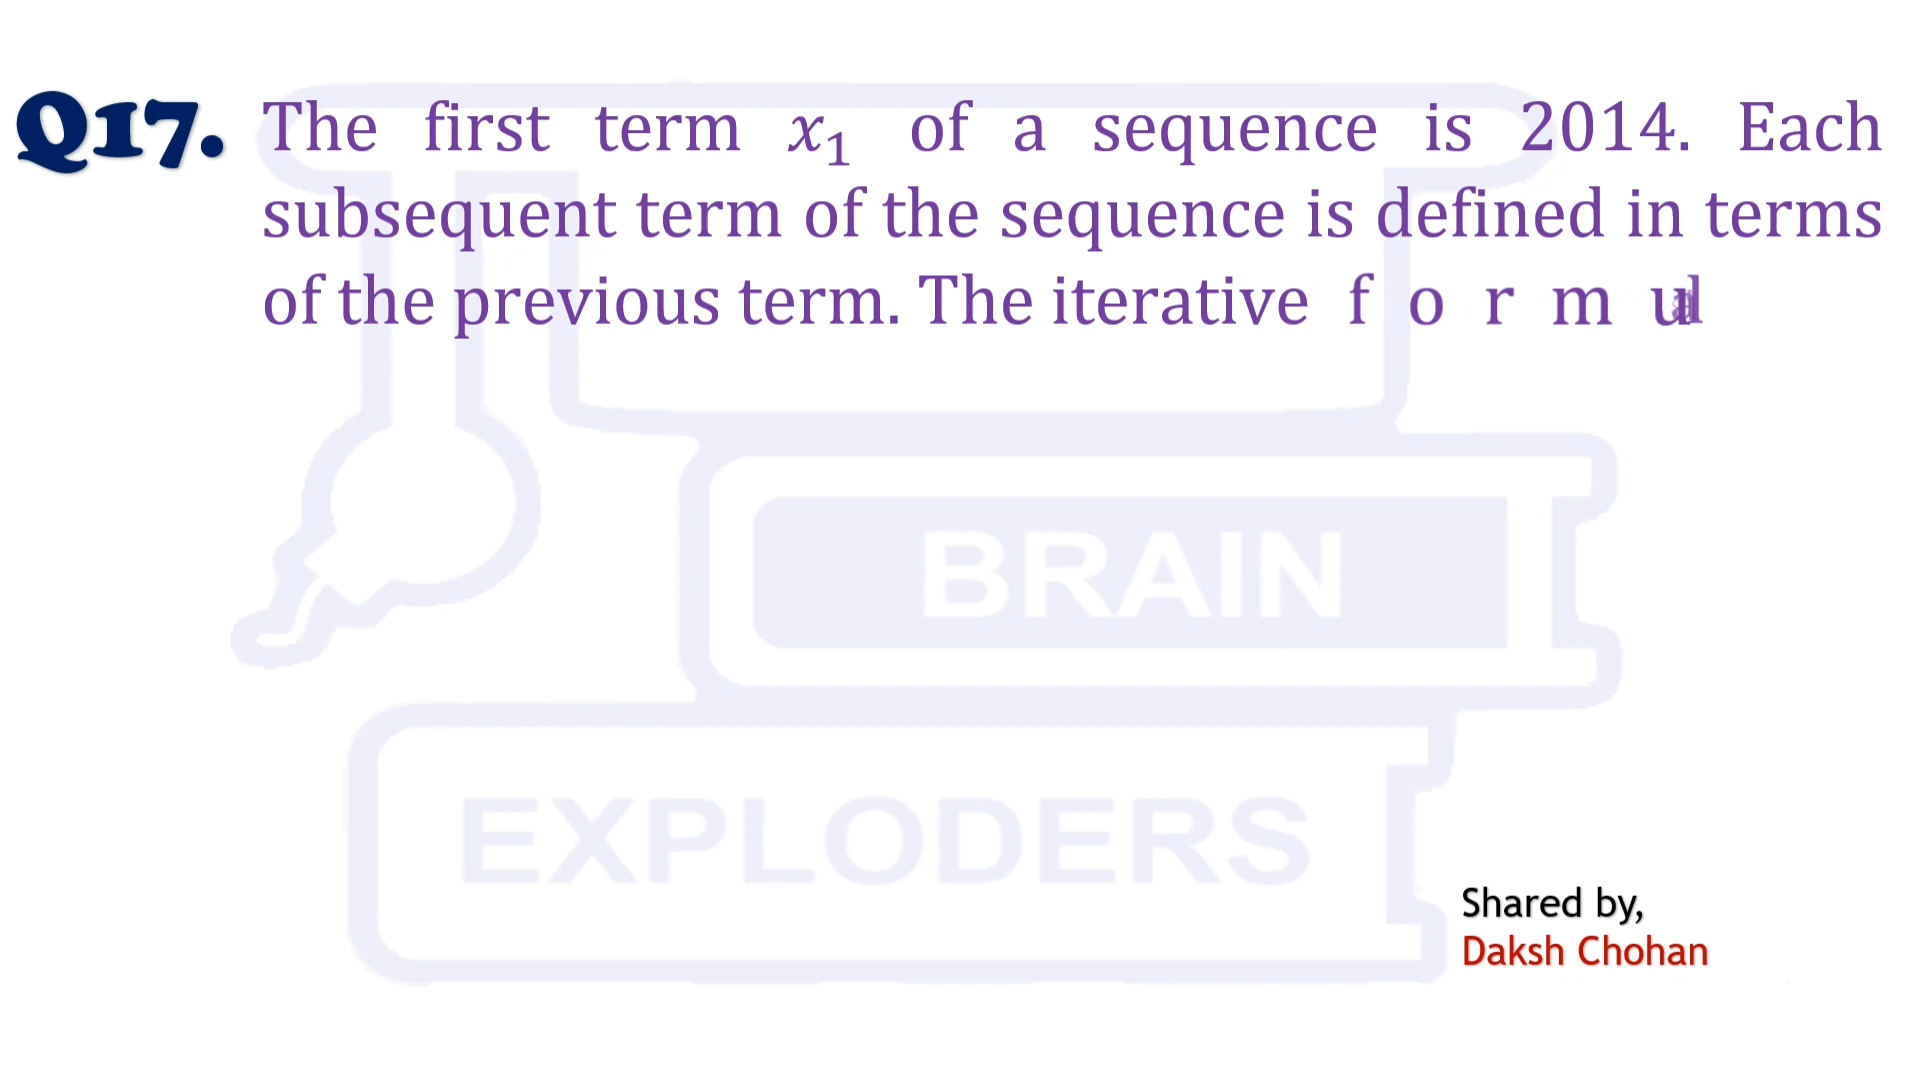 Q17. The first term x₁ of a sequence is 2014. Each
subsequent term of the sequence is defined in terms
of the previous term. The iterative
BRAIN
EXPLODERS
Shared by,
Daksh Chohan